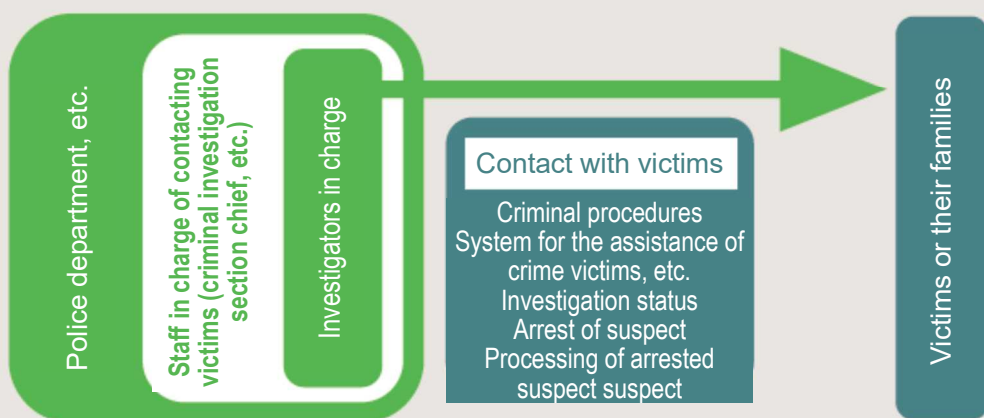 Police department, etc.
Staff in charge of contacting
victims (criminal investigation
section chief, etc.)
Investigators in charge
Contact with victims
Criminal procedures
System for the assistance of
crime victims, etc.
Investigation status
Arrest of suspect
Processing of arrested
suspect suspect
Victims or their families